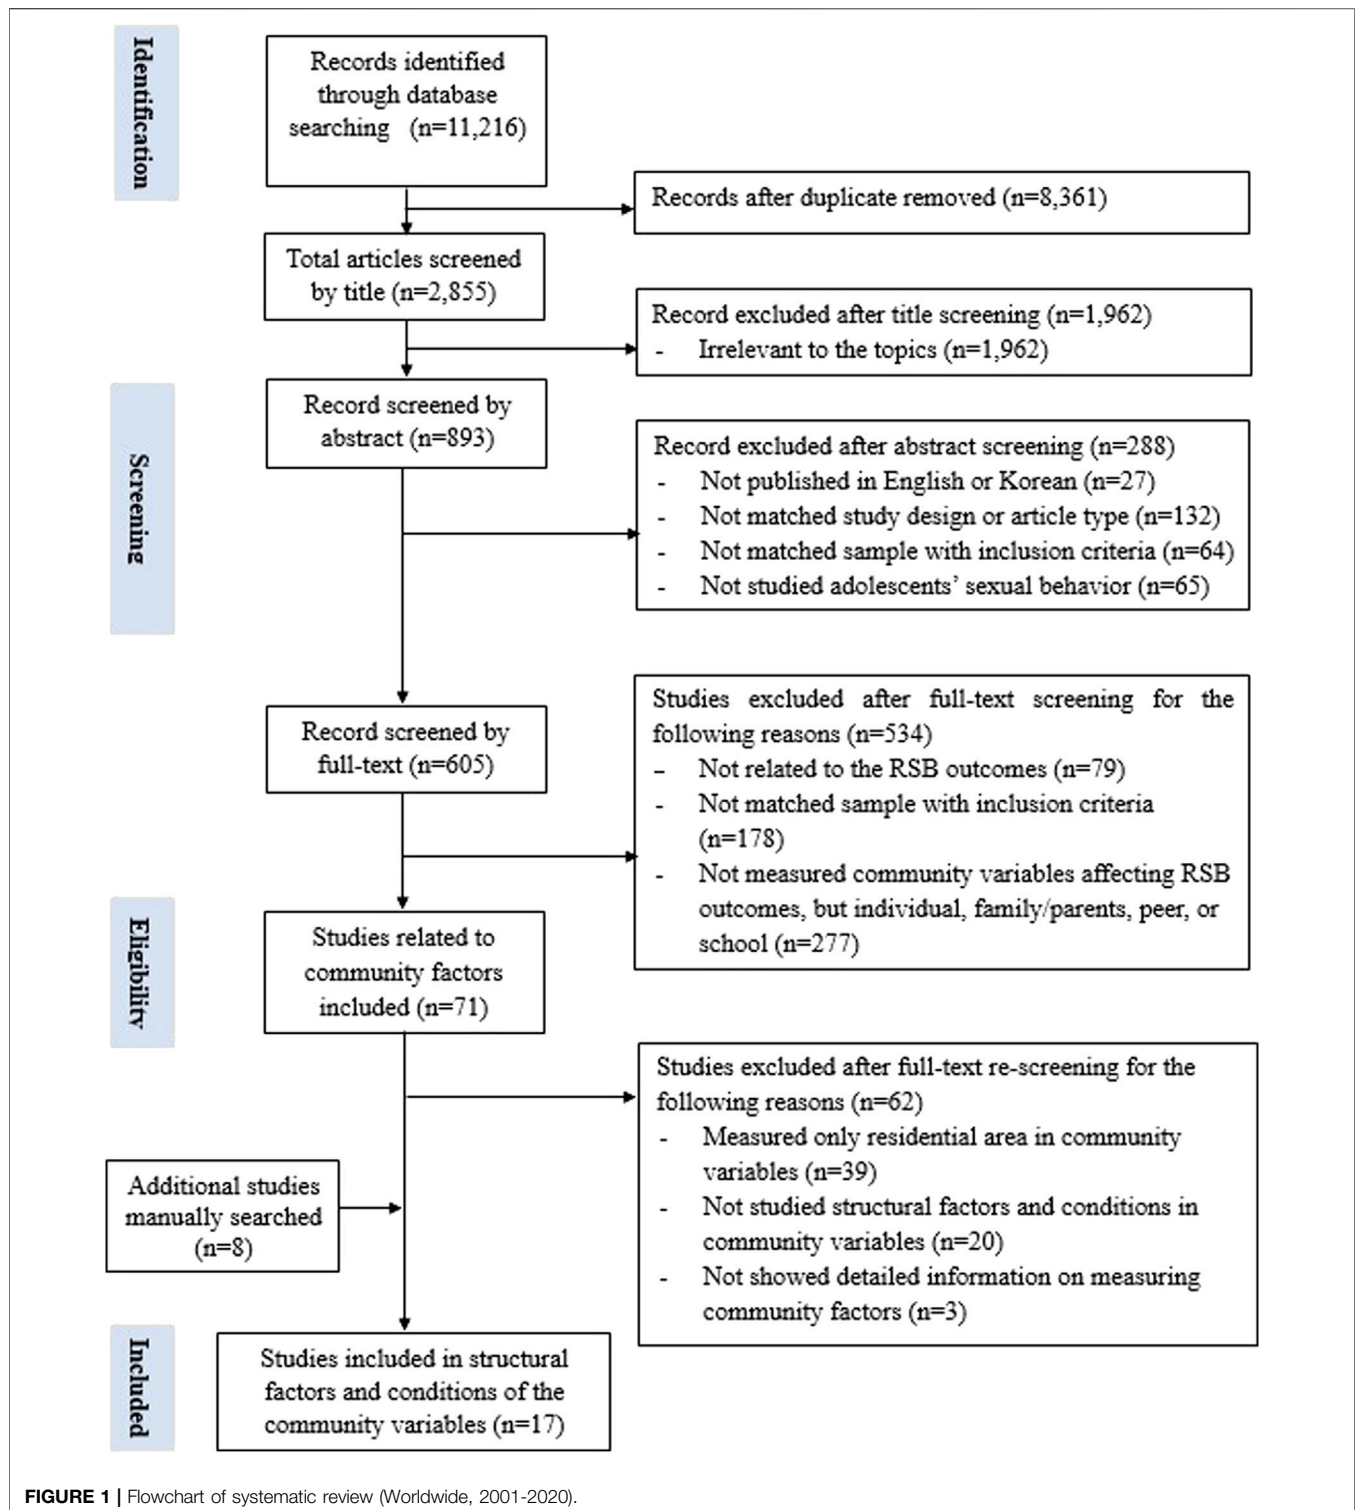 Identification
Records identified
through database
searching (n=11,216)
Records after duplicate removed (n=8,361)
Total articles screened
by title (n=2,855)
Record excluded after title screening (n=1,962)
- Irrelevant to the topics (n=1,962)
Screening
Record screened by
abstract (n=893)
Record excluded after abstract screening (n=288)
- Not published in English or Korean (n=27)
- Not matched study design or article type (n=132)
- Not matched sample with inclusion criteria (n=64)
- Not studied adolescents' sexual behavior (n=65)
Record screened by
full-text (n=605)
Studies excluded after full-text screening for the
following reasons (n=534)
- Not related to the RSB outcomes (n=79)
- Not matched sample with inclusion criteria
(n=178)
- Not measured community variables affecting RSB
outcomes, but individual, family/parents, peer, or
school (n=277)
Eligibility
Studies related to
community factors
included (n=71)
Studies excluded after full-text re-screening for the
following reasons (n=62)
- Measured only residential area in community
variables (n=39)
- Not studied structural factors and conditions in
community variables (n=20)
- Not showed detailed information on measuring
community factors (n=3)
Additional studies
manually searched
(n=8)
Included
Studies included in structural
factors and conditions of the
community variables (n=17)
FIGURE 1 | Flowchart of systematic review (Worldwide, 2001-2020).